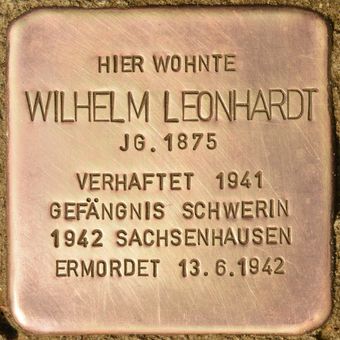 HIER WOHNTE
WILHELM LEONHARDT
JG. 1875
VERHAFTET 1941
GEFÄNGNIS SCHWERIN
1942 SACHSENHAUSEN
ERMORDET 13.6.1942